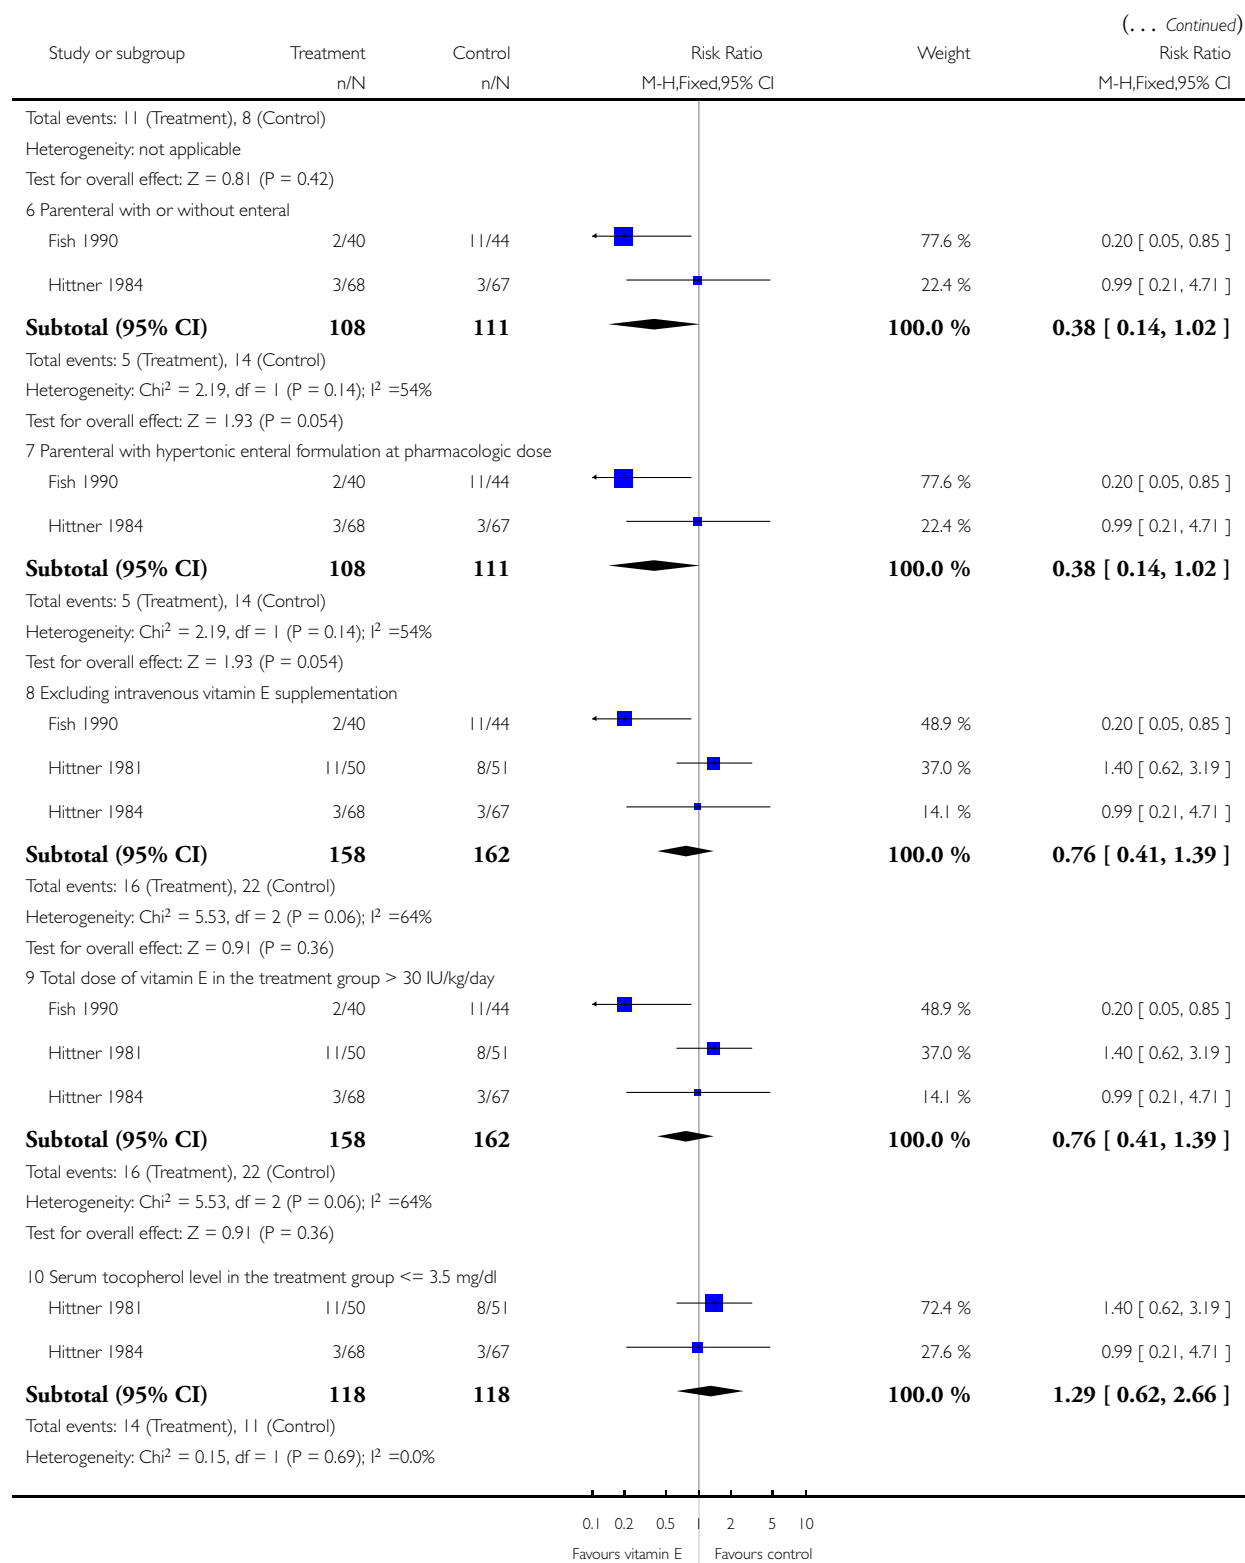 (... Continued)
Study or subgroup Treatment Control Risk Ratio Weight Risk Ratio
n/N n/N M-H,Fixed,95% CI M-H,Fixed,95% CI
Total events: 11 (Treatment), 8 (Control)
Heterogeneity: not applicable
Test for overall effect: Z = 0.81 (P = 0.42)
6 Parenteral with or without enteral
Fish 1990 2/40 11/44 77.6 % 0.20 [ 0.05, 0.85 ]
Hittner 1984 3/68 3/67 22.4 % 0.99 [ 0.21, 4.71 ]
Subtotal (95% CI) 108 111 100.0 % 0.38 [ 0.14, 1.02 ]
Total events: 5 (Treatment), 14 (Control)
Heterogeneity: Chi² = 2.19, df = 1 (P = 0.14); I² =54%
Test for overall effect: Z = 1.93 (P = 0.054)
7 Parenteral with hypertonic enteral formulation at pharmacologic dose
Fish 1990 2/40 11/44 77.6 % 0.20 [ 0.05, 0.85 ]
Hittner 1984 3/68 3/67 22.4 % 0.99 [ 0.21, 4.71 ]
Subtotal (95% CI) 108 111 100.0 % 0.38 [ 0.14, 1.02 ]
Total events: 5 (Treatment), 14 (Control)
Heterogeneity: Chi² = 2.19, df = 1 (P = 0.14); I² =54%
Test for overall effect: Z = 1.93 (P = 0.054)
8 Excluding intravenous vitamin E supplementation
Fish 1990 2/40 11/44 48.9 % 0.20 [ 0.05, 0.85 ]
Hittner 1981 11/50 8/51 37.0 % 1.40 [ 0.62, 3.19 ]
Hittner 1984 3/68 3/67 14.1 % 0.99 [ 0.21, 4.71 ]
Subtotal (95% CI) 158 162 100.0 % 0.76 [ 0.41, 1.39 ]
Total events: 16 (Treatment), 22 (Control)
Heterogeneity: Chi² = 5.53, df = 2 (P = 0.06); I² =64%
Test for overall effect: Z = 0.91 (P = 0.36)
9 Total dose of vitamin E in the treatment group > 30 IU/kg/day
Fish 1990 2/40 11/44 48.9 % 0.20 [ 0.05, 0.85 ]
Hittner 1981 11/50 8/51 37.0 % 1.40 [ 0.62, 3.19 ]
Hittner 1984 3/68 3/67 14.1 % 0.99 [ 0.21, 4.71 ]
Subtotal (95% CI) 158 162 100.0 % 0.76 [ 0.41, 1.39 ]
Total events: 16 (Treatment), 22 (Control)
Heterogeneity: Chi² = 5.53, df = 2 (P = 0.06); I² =64%
Test for overall effect: Z = 0.91 (P = 0.36)
10 Serum tocopherol level in the treatment group <= 3.5 mg/dl
Hittner 1981 11/50 8/51 72.4 % 1.40 [ 0.62, 3.19 ]
Hittner 1984 3/68 3/67 27.6 % 0.99 [ 0.21, 4.71 ]
Subtotal (95% CI) 118 118 100.0 % 1.29 [ 0.62, 2.66 ]
Total events: 14 (Treatment), 11 (Control)
Heterogeneity: Chi² = 0.15, df = 1 (P = 0.69); I² =0.0%
0.1 0.2 0.5 1 2 5 10
Favours vitamin E Favours control